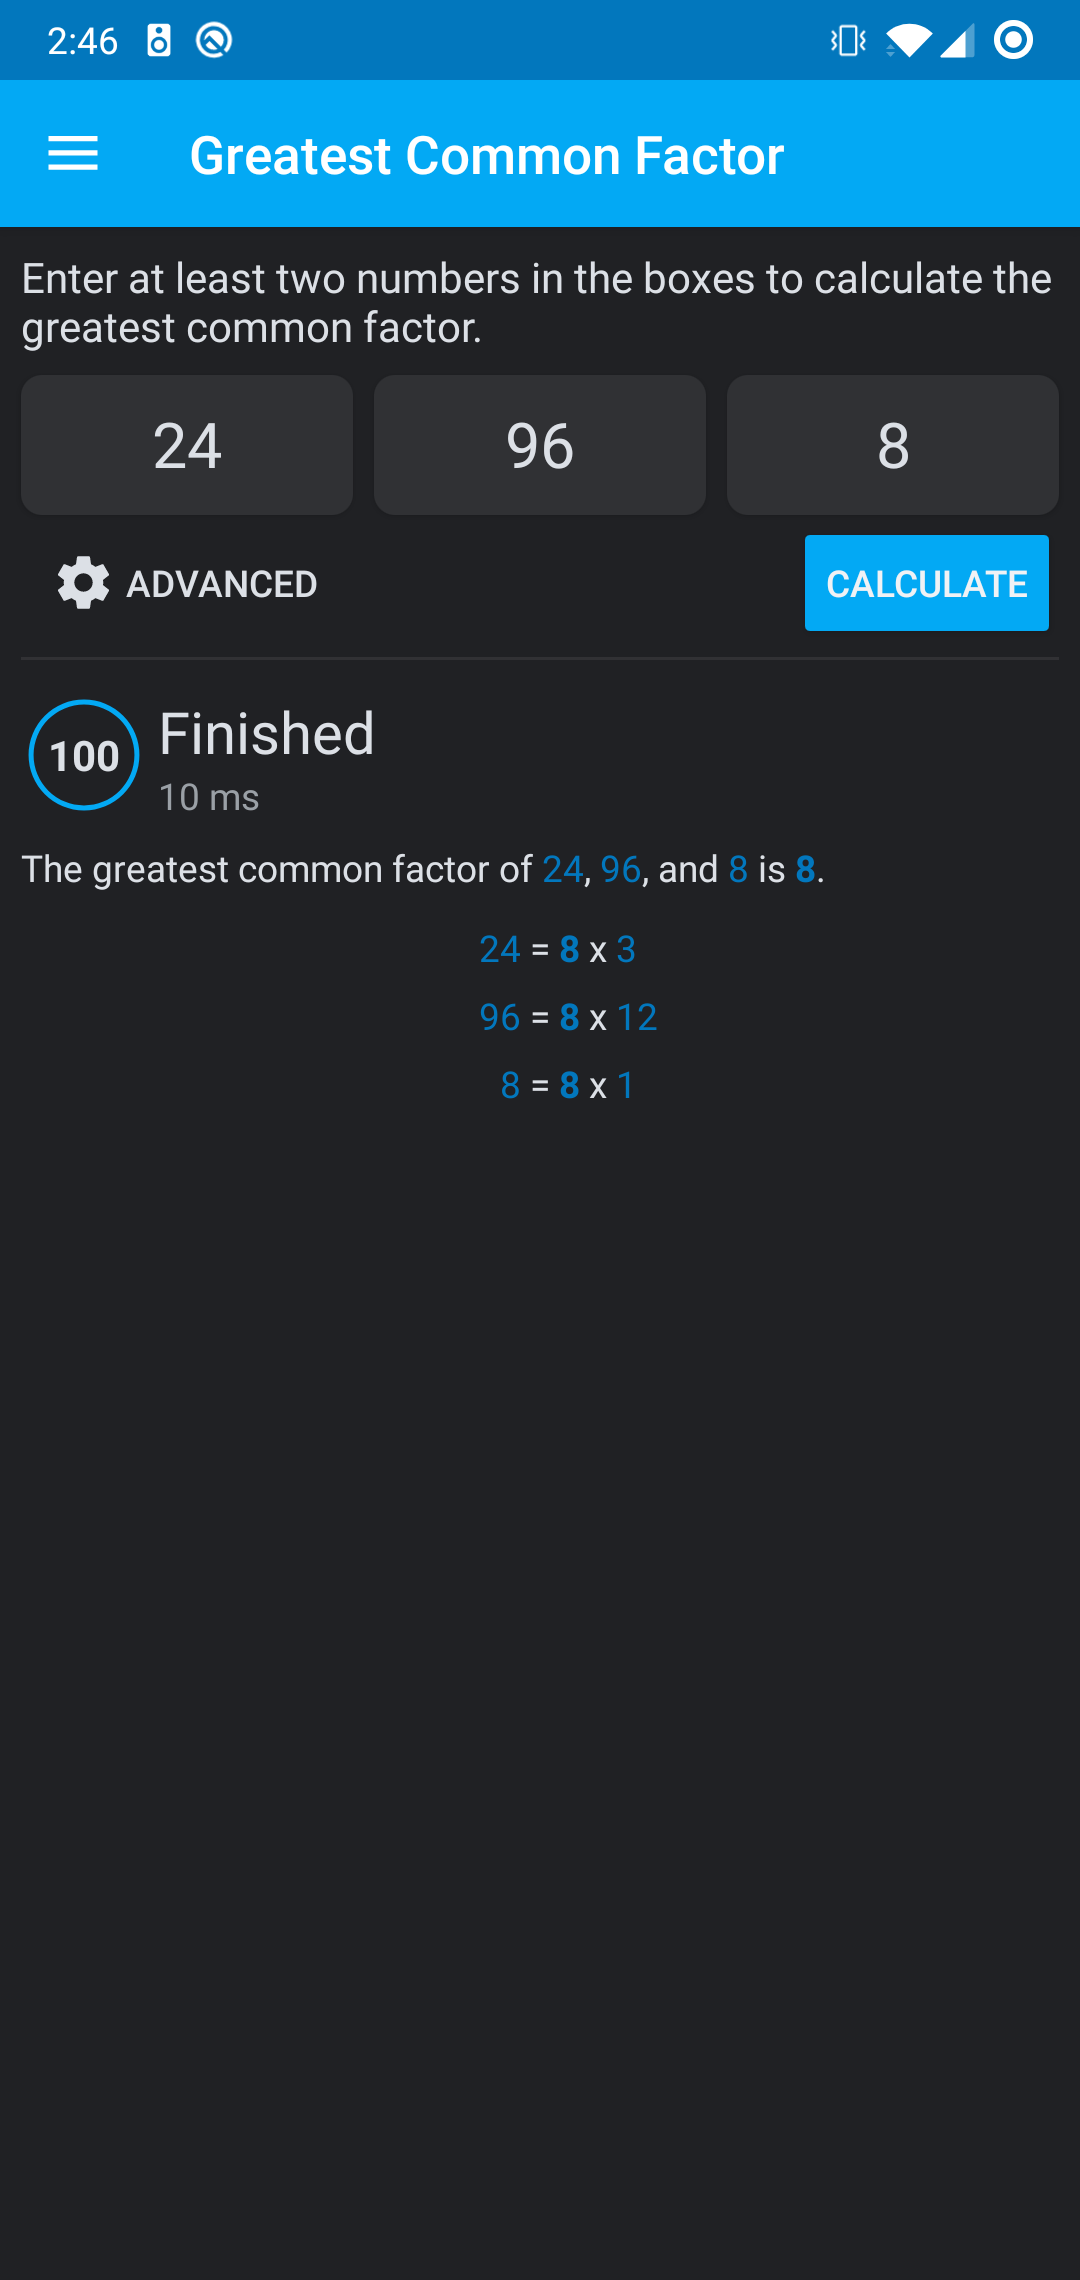 2:46
Greatest Common Factor
Enter at least two numbers in the boxes to calculate the
greatest common factor.
24 96 8
ADVANCED CALCULATE
100 Finished
10 ms
The greatest common factor of 24, 96, and 8 is 8.
24 = 8 x 3
96 = 8 x 12
8 = 8 x 1